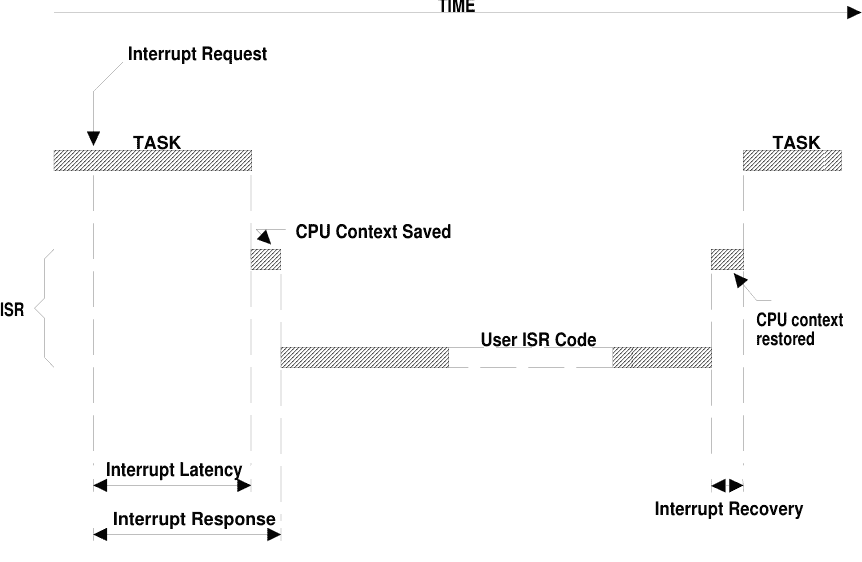 TIME
Interrupt Request
TASK
TASK
CPU Context Saved
ISR
CPU context
restored
User ISR Code
Interrupt Latency
Interrupt Recovery
Interrupt Response